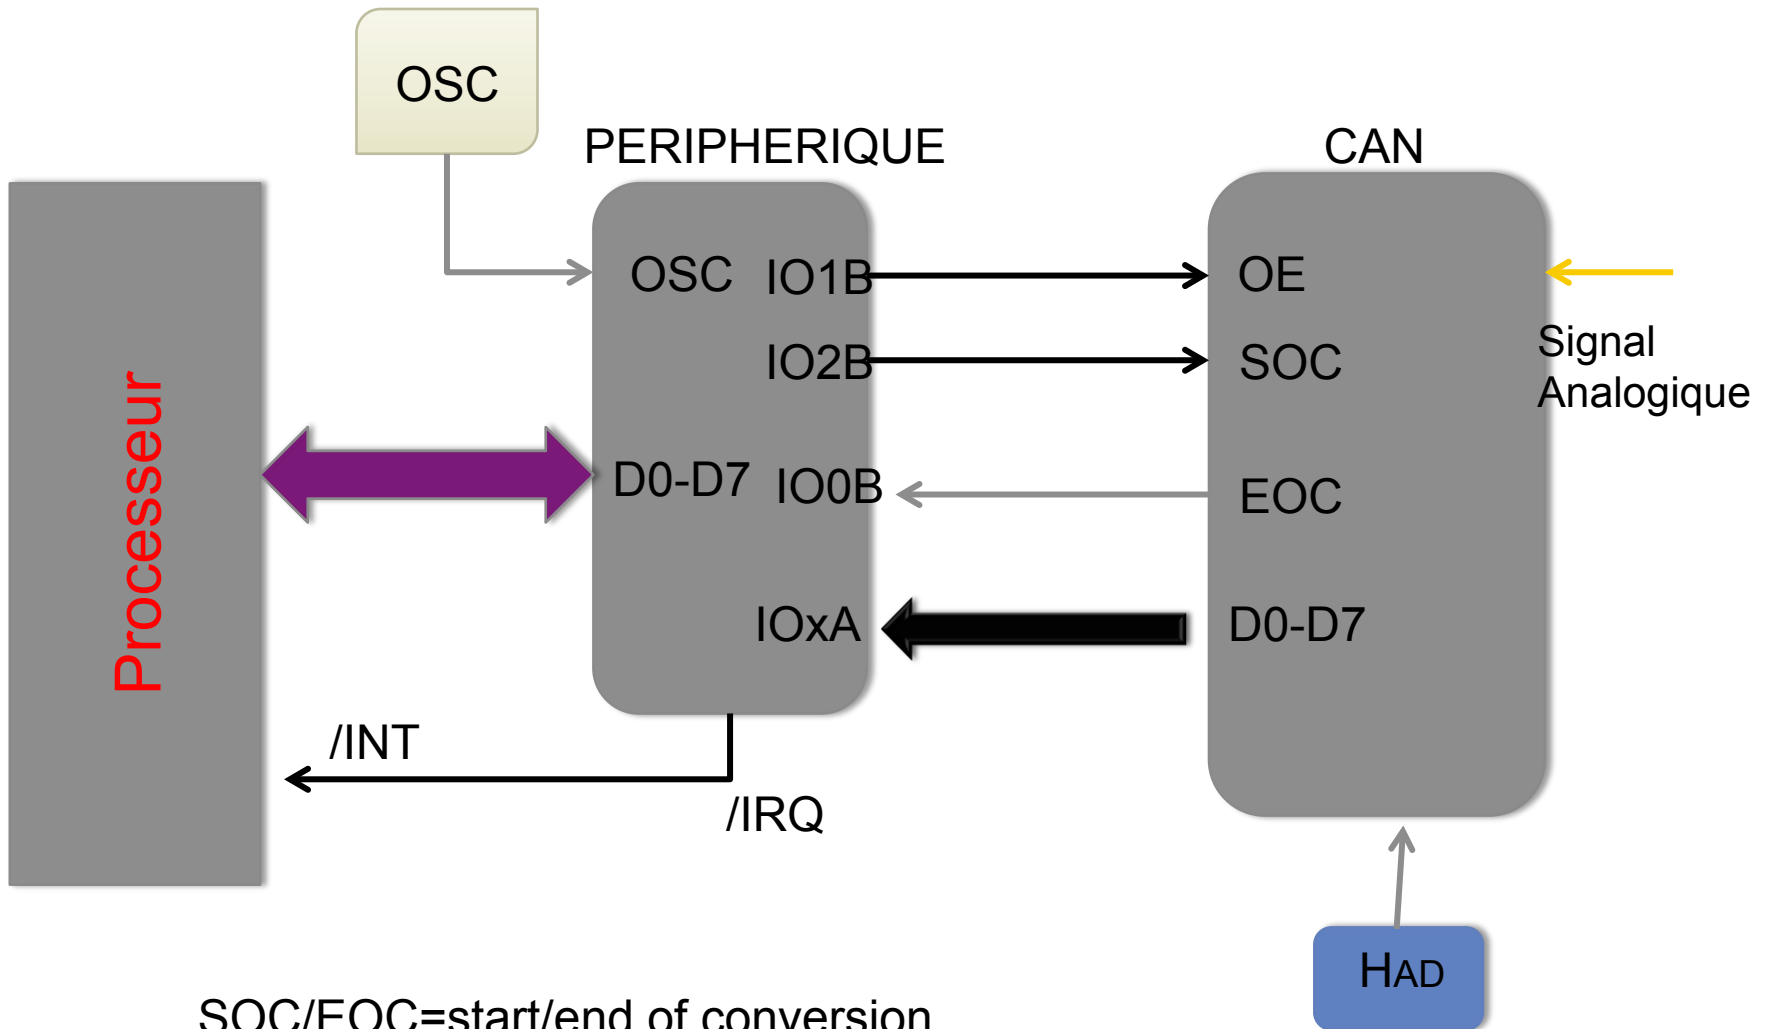 OSC
PERIPHERIQUE
CAN
OSC
IO1B
OE
IO2B
SOC
Signal
Analogique
Processeur
D0-D7
IO0B
EOC
IOxA
D0-D7
/INT
/IRQ
HAD
SOC/EOC=start/end of conversion